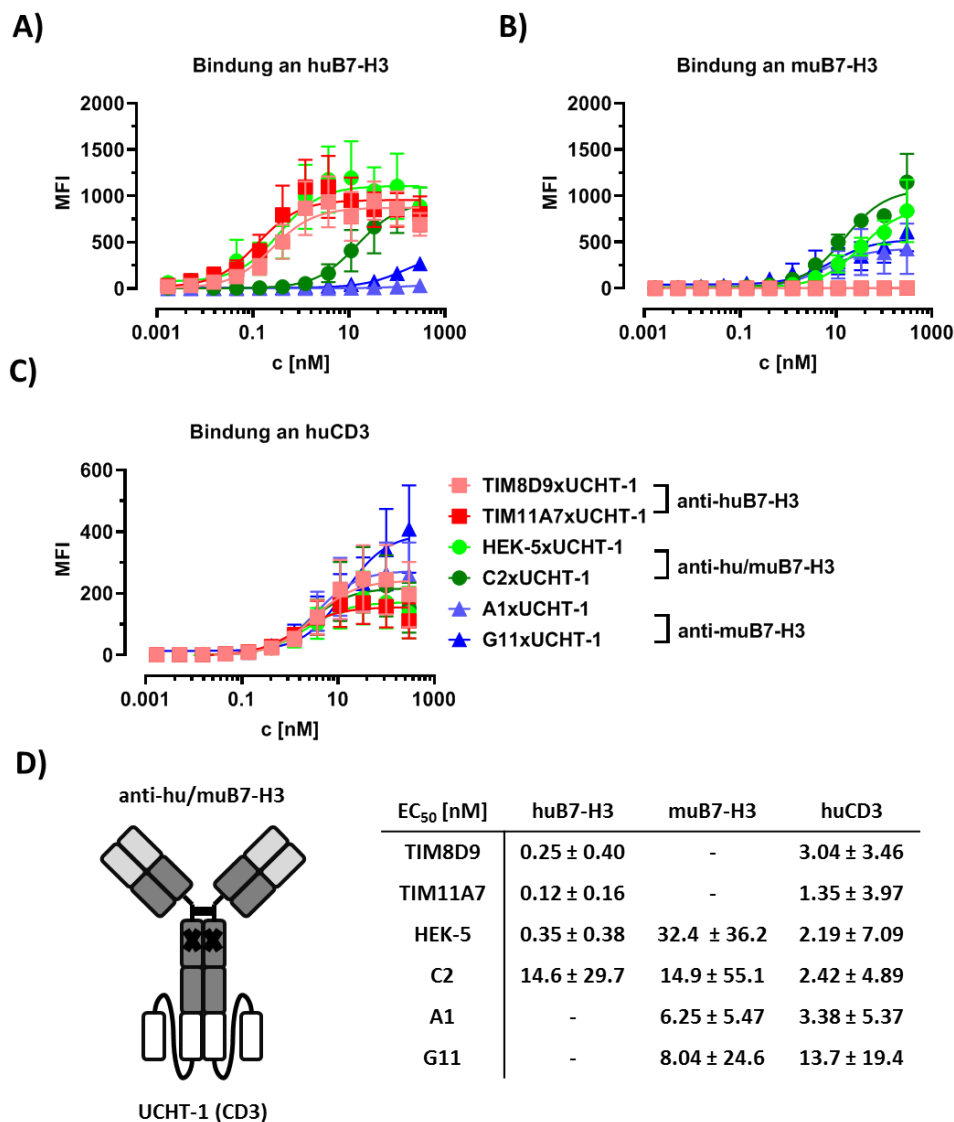 A)
Bindung an huB7-H3
MFI
2000
1500
1000
500
0
0.001
0.1
10
1000
c [nM]
B)
Bindung an muB7-H3
MFI
2000
1500
1000
500
0
0.001
0.1
10
1000
c [nM]
C)
Bindung an huCD3
MFI
600
400
200
0
0.001
0.1
10
1000
c [nM]
TIM8D9xUCHT-1
TIM11A7xUCHT-1
anti-huB7-H3
HEK-5xUCHT-1
C2xUCHT-1
anti-hu/muB7-H3
A1xUCHT-1
G11xUCHT-1
anti-muB7-H3
D)
anti-hu/muB7-H3
UCHT-1 (CD3)
EC₅₀ [nM] huB7-H3 muB7-H3 huCD3
TIM8D9 0.25 ± 0.40 - 3.04 ± 3.46
TIM11A7 0.12 ± 0.16 - 1.35 ± 3.97
HEK-5 0.35 ± 0.38 32.4 ± 36.2 2.19 ± 7.09
C2 14.6 ± 29.7 14.9 ± 55.1 2.42 ± 4.89
A1 - 6.25 ± 5.47 3.38 ± 5.37
G11 - 8.04 ± 24.6 13.7 ± 19.4